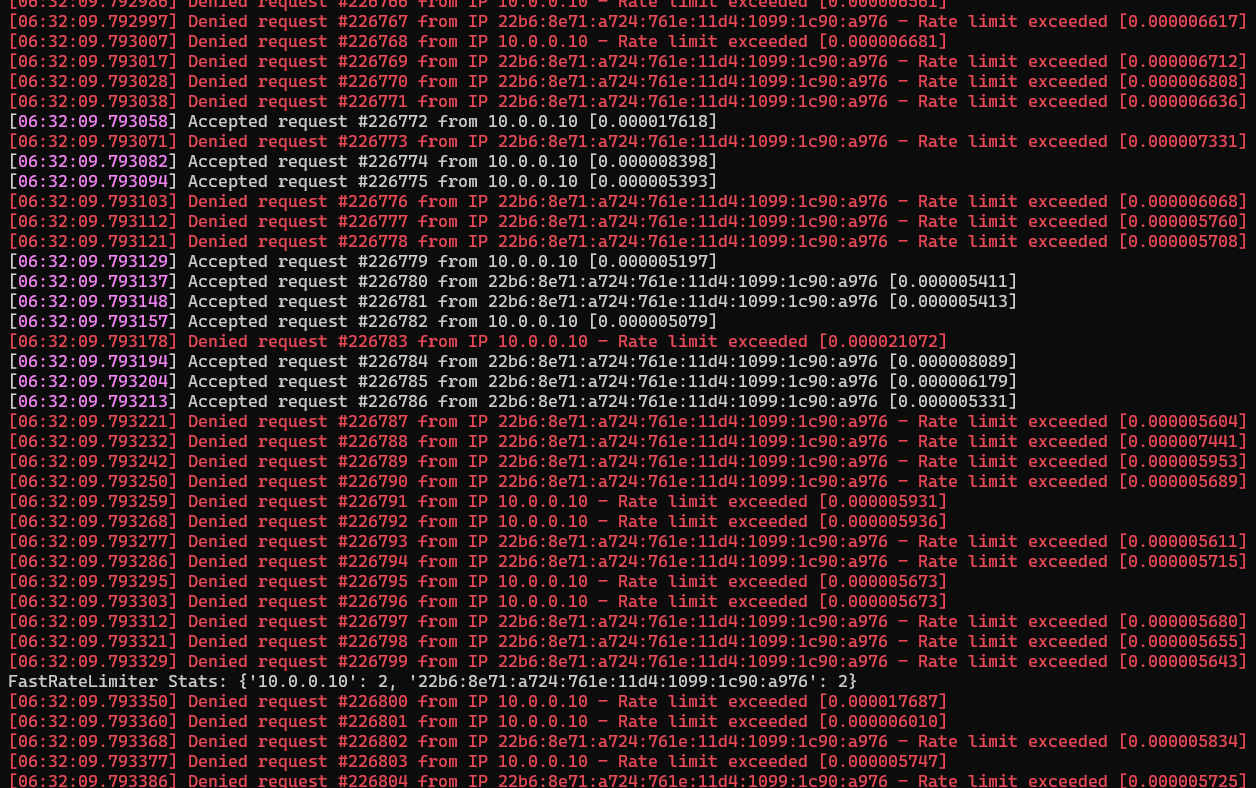 [06:32:09.792986] Denied request #226766 from IP 10.0.0.10 – Rate limit exceeded [0.000006561]
[06:32:09.792997] Denied request #226767 from IP 22b6:8e71:a724:761e:11d4:1099:1c90:a976 – Rate limit exceeded [0.000006617]
[06:32:09.793007] Denied request #226768 from IP 10.0.0.10 – Rate limit exceeded [0.000006681]
[06:32:09.793017] Denied request #226769 from IP 22b6:8e71:a724:761e:11d4:1099:1c90:a976 – Rate limit exceeded [0.000006712]
[06:32:09.793028] Denied request #226770 from IP 22b6:8e71:a724:761e:11d4:1099:1c90:a976 – Rate limit exceeded [0.000006808]
[06:32:09.793038] Denied request #226771 from IP 22b6:8e71:a724:761e:11d4:1099:1c90:a976 – Rate limit exceeded [0.000006636]
[06:32:09.793058] Accepted request #226772 from 10.0.0.10 [0.000017618]
[06:32:09.793071] Denied request #226773 from IP 22b6:8e71:a724:761e:11d4:1099:1c90:a976 – Rate limit exceeded [0.000007331]
[06:32:09.793082] Accepted request #226774 from 10.0.0.10 [0.000008398]
[06:32:09.793094] Accepted request #226775 from 10.0.0.10 [0.000005393]
[06:32:09.793103] Denied request #226776 from IP 22b6:8e71:a724:761e:11d4:1099:1c90:a976 – Rate limit exceeded [0.000006068]
[06:32:09.793112] Denied request #226777 from IP 22b6:8e71:a724:761e:11d4:1099:1c90:a976 – Rate limit exceeded [0.000005760]
[06:32:09.793121] Denied request #226778 from IP 22b6:8e71:a724:761e:11d4:1099:1c90:a976 – Rate limit exceeded [0.000005708]
[06:32:09.793129] Accepted request #226779 from 10.0.0.10 [0.000005197]
[06:32:09.793137] Accepted request #226780 from 22b6:8e71:a724:761e:11d4:1099:1c90:a976 [0.000005411]
[06:32:09.793148] Accepted request #226781 from 22b6:8e71:a724:761e:11d4:1099:1c90:a976 [0.000005413]
[06:32:09.793157] Accepted request #226782 from 10.0.0.10 [0.000005079]
[06:32:09.793178] Denied request #226783 from IP 10.0.0.10 – Rate limit exceeded [0.000021072]
[06:32:09.793194] Accepted request #226784 from 22b6:8e71:a724:761e:11d4:1099:1c90:a976 [0.000008089]
[06:32:09.793204] Accepted request #226785 from 22b6:8e71:a724:761e:11d4:1099:1c90:a976 [0.000006179]
[06:32:09.793213] Accepted request #226786 from 22b6:8e71:a724:761e:11d4:1099:1c90:a976 [0.000005331]
[06:32:09.793221] Denied request #226787 from IP 22b6:8e71:a724:761e:11d4:1099:1c90:a976 – Rate limit exceeded [0.000005604]
[06:32:09.793232] Denied request #226788 from IP 22b6:8e71:a724:761e:11d4:1099:1c90:a976 – Rate limit exceeded [0.000007441]
[06:32:09.793242] Denied request #226789 from IP 22b6:8e71:a724:761e:11d4:1099:1c90:a976 – Rate limit exceeded [0.000005953]
[06:32:09.793250] Denied request #226790 from IP 22b6:8e71:a724:761e:11d4:1099:1c90:a976 – Rate limit exceeded [0.000005689]
[06:32:09.793259] Denied request #226791 from IP 10.0.0.10 – Rate limit exceeded [0.000005931]
[06:32:09.793268] Denied request #226792 from IP 10.0.0.10 – Rate limit exceeded [0.000005936]
[06:32:09.793277] Denied request #226793 from IP 22b6:8e71:a724:761e:11d4:1099:1c90:a976 – Rate limit exceeded [0.000005611]
[06:32:09.793286] Denied request #226794 from IP 22b6:8e71:a724:761e:11d4:1099:1c90:a976 – Rate limit exceeded [0.000005715]
[06:32:09.793295] Denied request #226795 from IP 10.0.0.10 – Rate limit exceeded [0.000005673]
[06:32:09.793303] Denied request #226796 from IP 10.0.0.10 – Rate limit exceeded [0.000005673]
[06:32:09.793312] Denied request #226797 from IP 22b6:8e71:a724:761e:11d4:1099:1c90:a976 – Rate limit exceeded [0.000005680]
[06:32:09.793321] Denied request #226798 from IP 22b6:8e71:a724:761e:11d4:1099:1c90:a976 – Rate limit exceeded [0.000005655]
[06:32:09.793329] Denied request #226799 from IP 22b6:8e71:a724:761e:11d4:1099:1c90:a976 – Rate limit exceeded [0.000005643]
FastRateLimiter Stats: {'10.0.0.10': 2, '22b6:8e71:a724:761e:11d4:1099:1c90:a976': 2}
[06:32:09.793350] Denied request #226800 from IP 10.0.0.10 – Rate limit exceeded [0.000017687]
[06:32:09.793360] Denied request #226801 from IP 10.0.0.10 – Rate limit exceeded [0.000006010]
[06:32:09.793368] Denied request #226802 from IP 22b6:8e71:a724:761e:11d4:1099:1c90:a976 – Rate limit exceeded [0.000005834]
[06:32:09.793377] Denied request #226803 from IP 10.0.0.10 – Rate limit exceeded [0.000005747]
[06:32:09.793386] Denied request #226804 from IP 22b6:8e71:a724:761e:11d4:1099:1c90:a976 – Rate limit exceeded [0.000005725]